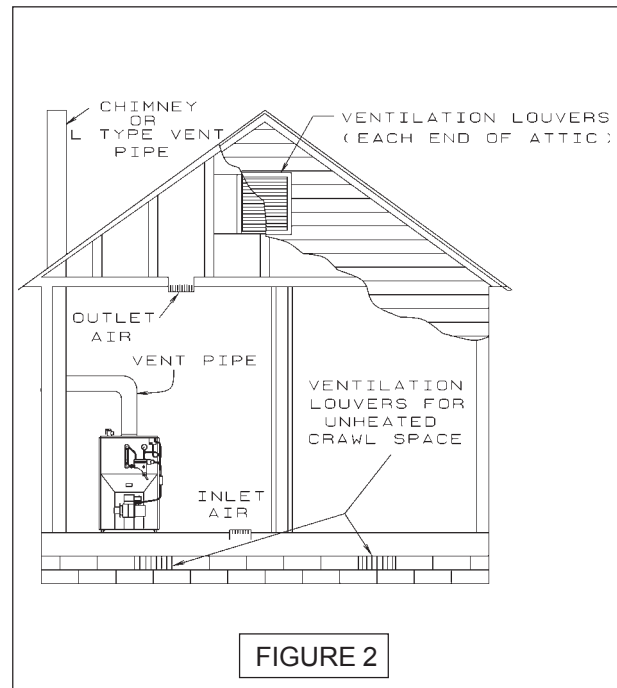 CHIMNEY
OR
L TYPE VENT
PIPE
VENTILATION LOUVERS
(EACH END OF ATTIC)
OUTLET
AIR
VENT PIPE
VENTILATION
LOUVERS FOR
UNHEATED
CRAWL SPACE
INLET
AIR
FIGURE 2